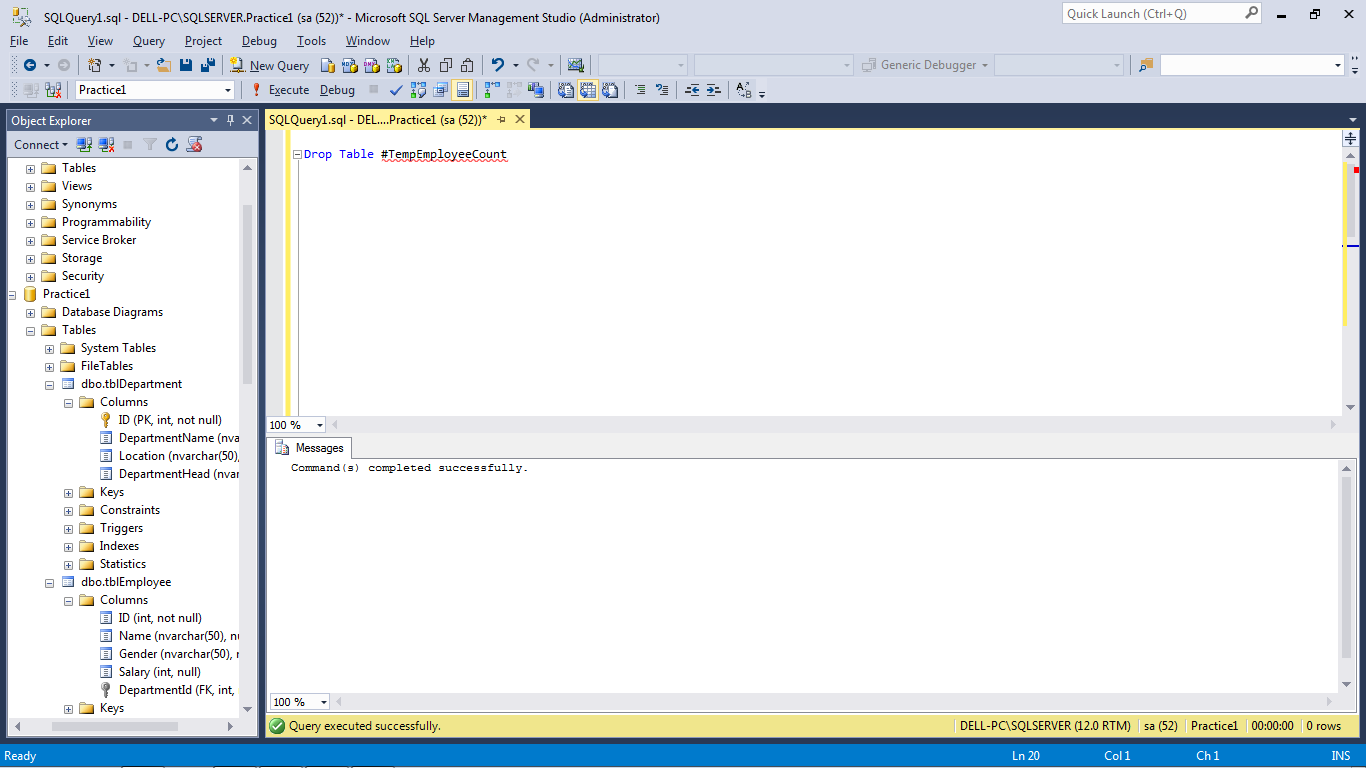 SQLQuery1.sql - DELL-PC\SQLSERVER.Practice1 (sa (52))* - Microsoft SQL Server Management Studio (Administrator)
Quick Launch (Ctrl+Q)
File Edit View Query Project Debug Tools Window Help
New Query
Generic Debugger
Practice1
Execute Debug
Object Explorer
Connect
Tables
Views
Synonyms
Programmability
Service Broker
Storage
Security
Practice1
Database Diagrams
Tables
System Tables
FileTables
dbo.tblDepartment
Columns
ID (PK, int, not null)
DepartmentName (nva
Location (nvarchar(50),
DepartmentHead (nvar
Keys
Constraints
Triggers
Indexes
Statistics
dbo.tblEmployee
Columns
ID (int, not null)
Name (nvarchar(50), nu
Gender (nvarchar(50), n
Salary (int, null)
DepartmentId (FK, int,
Keys
SQLQuery1.sql - DEL....Practice1 (sa (52))*
Drop Table #TempEmployeeCount
100 %
Messages
Command(s) completed successfully.
100 %
Query executed successfully.
DELL-PC\SQLSERVER (12.0 RTM) sa (52) Practice1 00:00:00 0 rows
Ready Ln 20 Col 1 Ch 1 INS